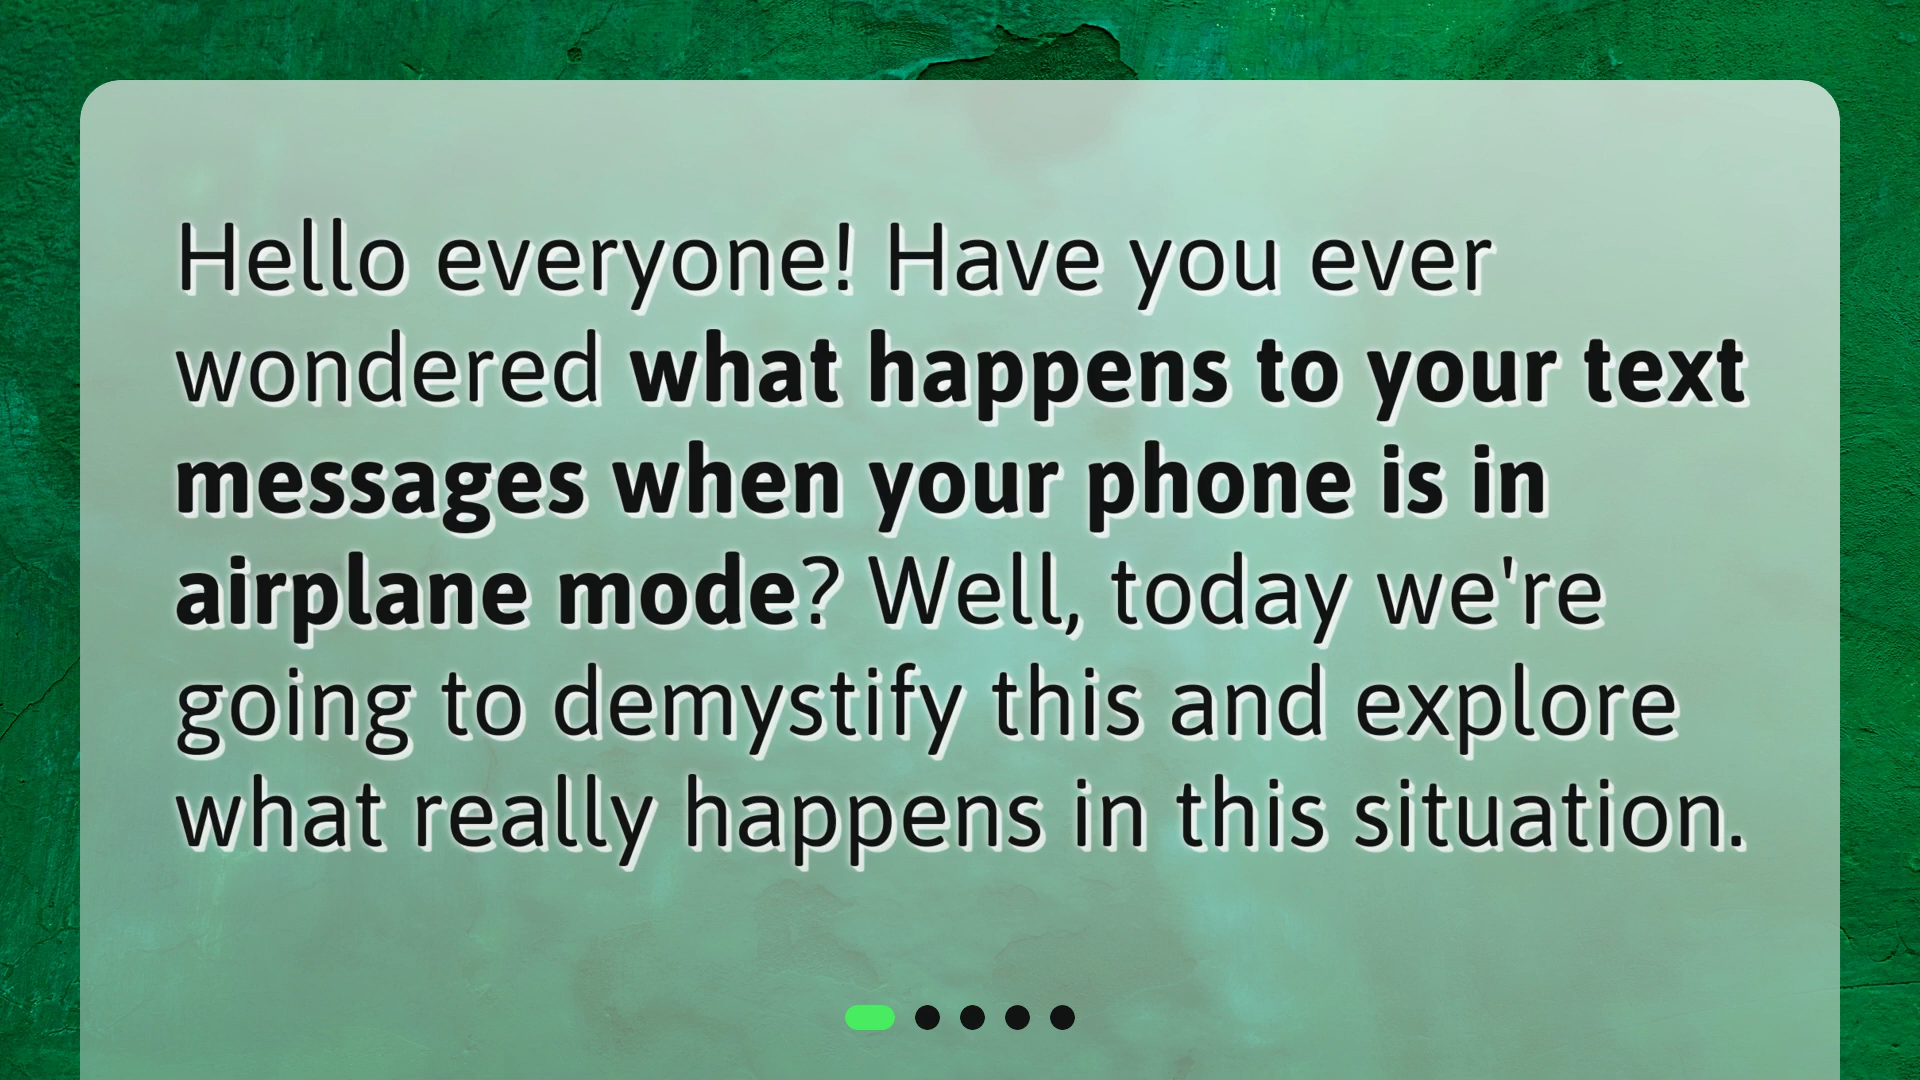 Hello everyone! Have you ever
wondered what happens to your text
messages when your phone is in
airplane mode? Well, today we're
going to demystify this and explore
what really happens in this situation.